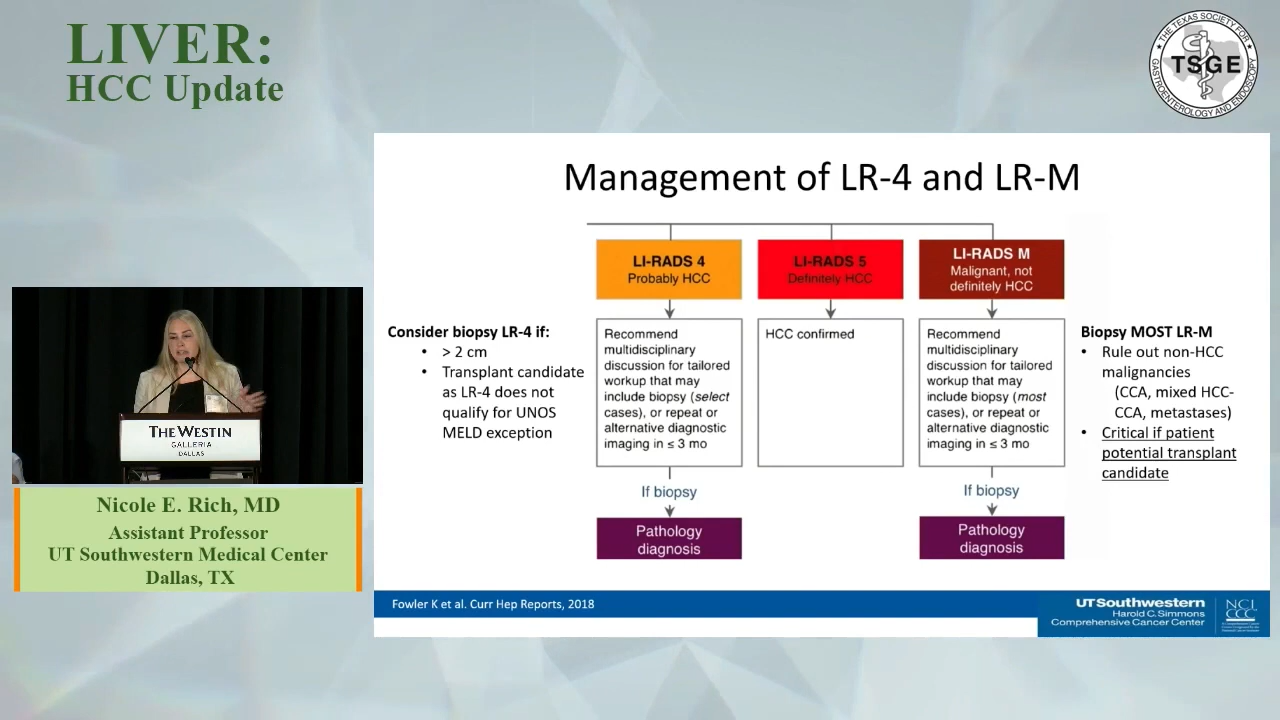 LIVER:
HCC Update
THE TEXAS SOCIETY FOR
TSGE
GASTROENTEROLOGY AND ENDOSCOPY
Management of LR-4 and LR-M
LI-RADS 4
Probably HCC
LI-RADS 5
Definitely HCC
LI-RADS M
Malignant, not
definitely HCC
Consider biopsy LR-4 if:
• > 2 cm
• Transplant candidate
as LR-4 does not
qualify for UNOS
MELD exception
Recommend
multidisciplinary
discussion for tailored
workup that may
include biopsy (select
cases), or repeat or
alternative diagnostic
imaging in ≤ 3 mo
HCC confirmed
Recommend
multidisciplinary
discussion for tailored
workup that may
include biopsy (most
cases), or repeat or
alternative diagnostic
imaging in ≤ 3 mo
Biopsy MOST LR-M
• Rule out non-HCC
malignancies
(CCA, mixed HCC-
CCA, metastases)
• Critical if patient
potential transplant
candidate
If biopsy
If biopsy
Pathology
diagnosis
Pathology
diagnosis
Fowler K et al. Curr Hep Reports, 2018
UTSouthwestern
Harold C. Simmons
Comprehensive Cancer Center
NCI
CCC
THE WESTIN
GALLERIA
DALLAS
Nicole E. Rich, MD
Assistant Professor
UT Southwestern Medical Center
Dallas, TX